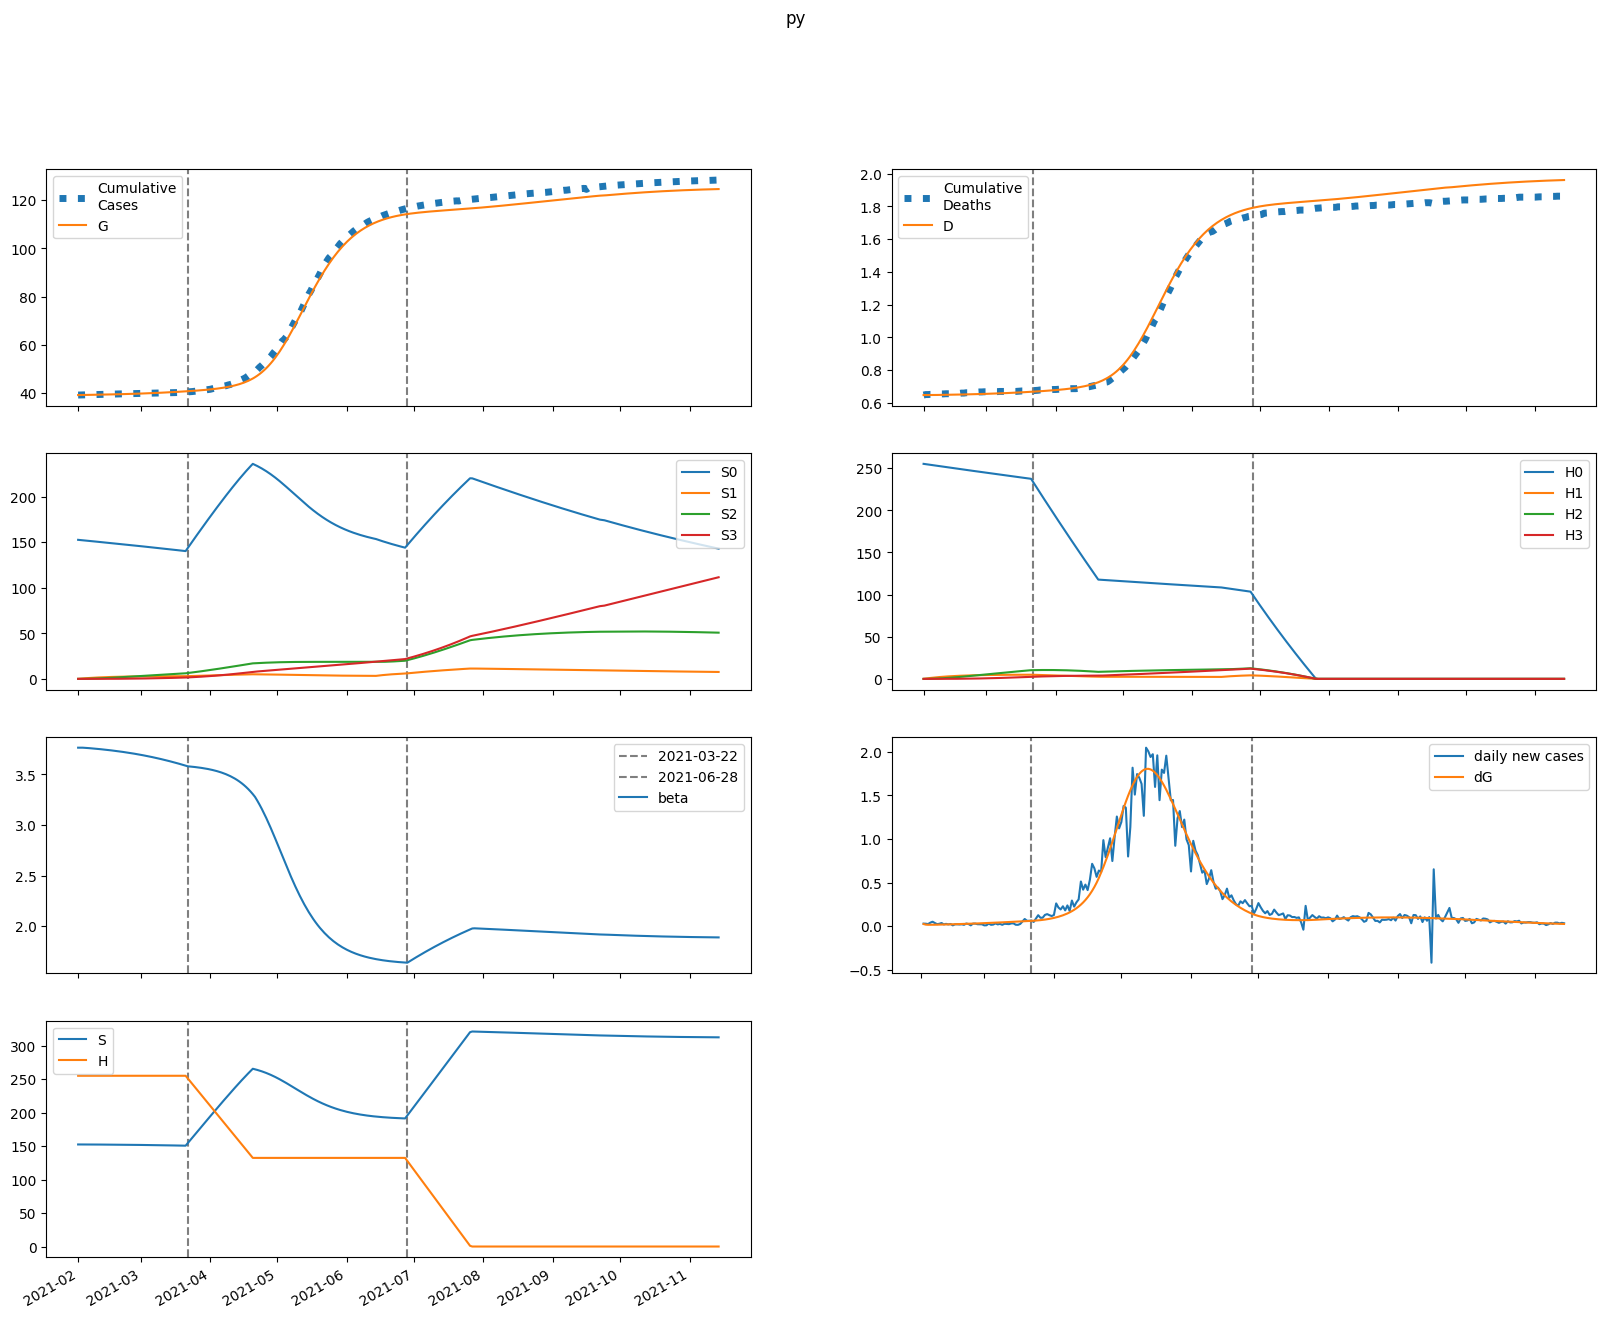 py
Cumulative
Cases
G
120
100
80
60
40
Cumulative
Deaths
D
2.0
1.8
1.6
1.4
1.2
1.0
0.8
0.6
S0
S1
S2
S3
200
150
100
50
0
H0
H1
H2
H3
250
200
150
100
50
0
2021-03-22
2021-06-28
beta
3.5
3.0
2.5
2.0
daily new cases
dG
2.0
1.5
1.0
0.5
0.0
−0.5
S
H
300
250
200
150
100
50
0
2021-02
2021-03
2021-04
2021-05
2021-06
2021-07
2021-08
2021-09
2021-10
2021-11